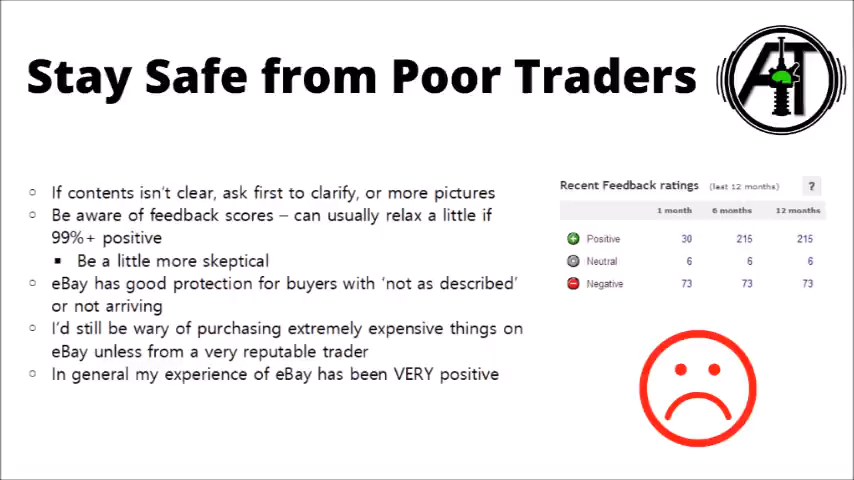 Stay Safe from Poor Traders
AT
If contents isn't clear, ask first to clarify, or more pictures
Be aware of feedback scores – can usually relax a little if
99%+ positive
Be a little more skeptical
eBay has good protection for buyers with 'not as described'
or not arriving
I'd still be wary of purchasing extremely expensive things on
eBay unless from a very reputable trader
In general my experience of eBay has been VERY positive
Recent Feedback ratings (last 12 months) ?
1 month 6 months 12 months
Positive 30 215 215
Neutral 6 6 6
Negative 73 73 73